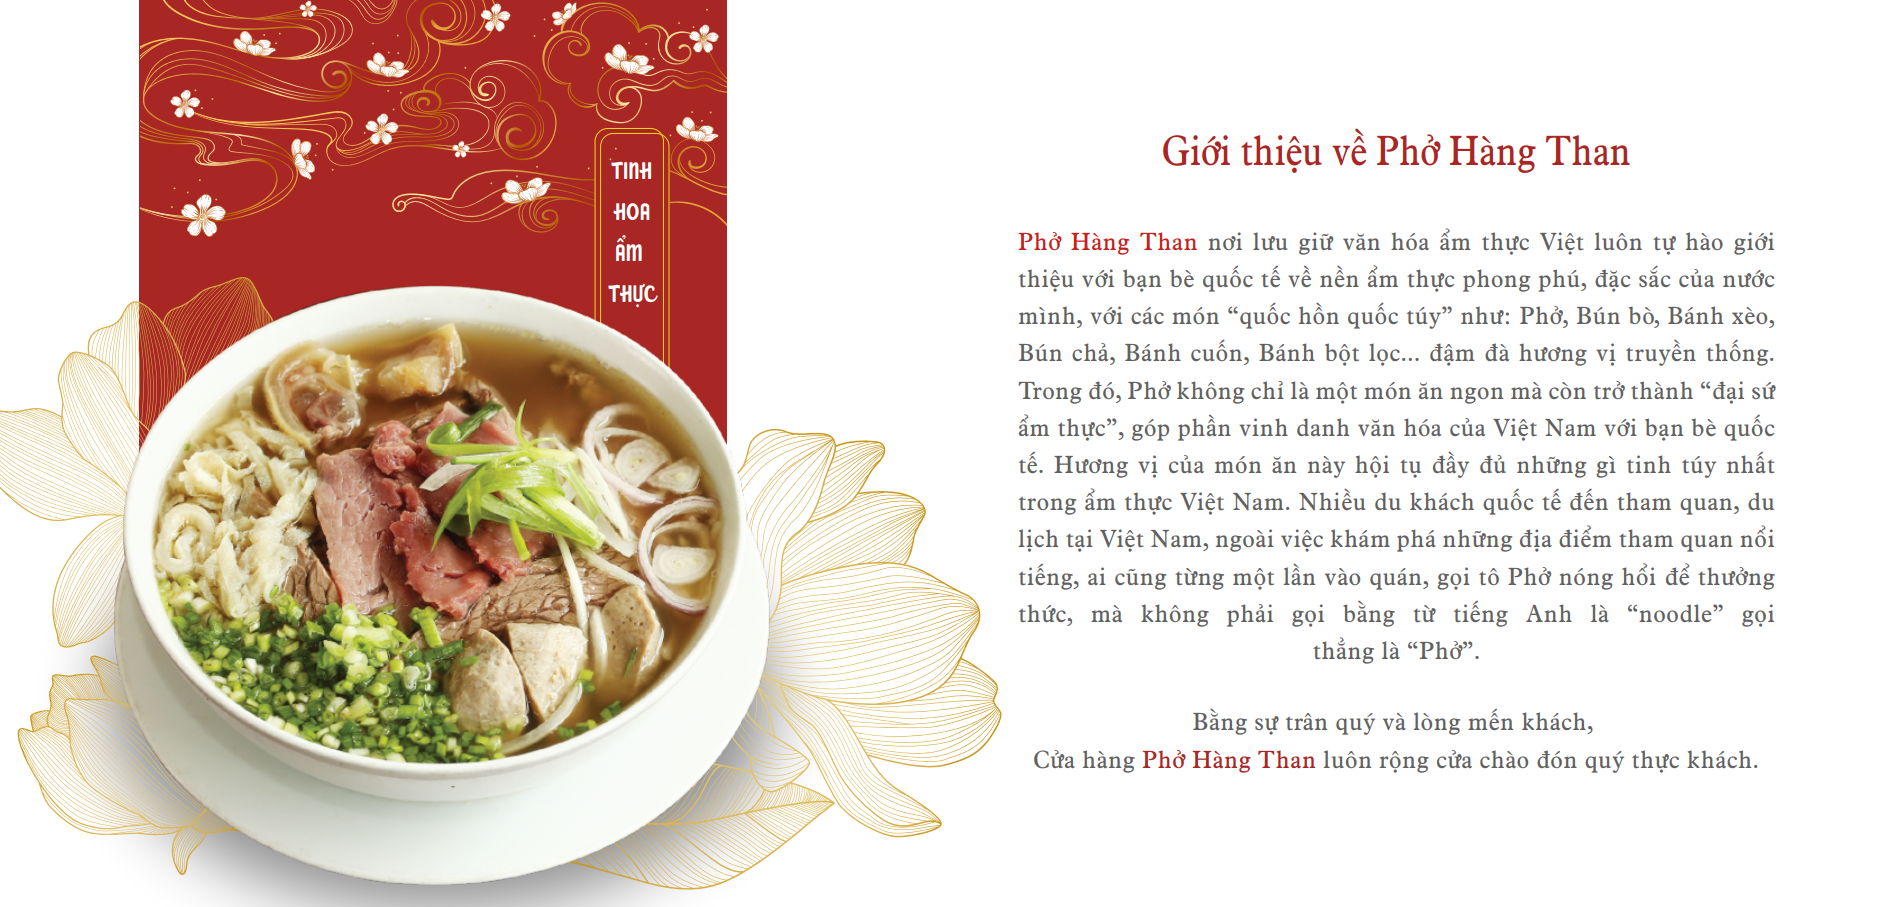 TINH
HOA
ẨM
THỰC
Giới thiệu về Phở Hàng Than
Phở Hàng Than nơi lưu giữ văn hóa ẩm thực Việt luôn tự hào giới
thiệu với bạn bè quốc tế về nền ẩm thực phong phú, đặc sắc của nước
mình, với các món “quốc hồn quốc túy” như: Phở, Bún bò, Bánh xèo,
Bún chả, Bánh cuốn, Bánh bột lọc... đậm đà hương vị truyền thống.
Trong đó, Phở không chỉ là một món ăn ngon mà còn trở thành “đại sứ
ẩm thực”, góp phần vinh danh văn hóa của Việt Nam với bạn bè quốc
tế. Hương vị của món ăn này hội tụ đầy đủ những gì tinh túy nhất
trong ẩm thực Việt Nam. Nhiều du khách quốc tế đến tham quan, du
lịch tại Việt Nam, ngoài việc khám phá những địa điểm tham quan nổi
tiếng, ai cũng từng một lần vào quán, gọi tô Phở nóng hổi để thưởng
thức, mà không phải gọi bằng từ tiếng Anh là “noodle” gọi
thẳng là “Phở”.
Bằng sự trân quý và lòng mến khách,
Cửa hàng Phở Hàng Than luôn rộng cửa chào đón quý thực khách.